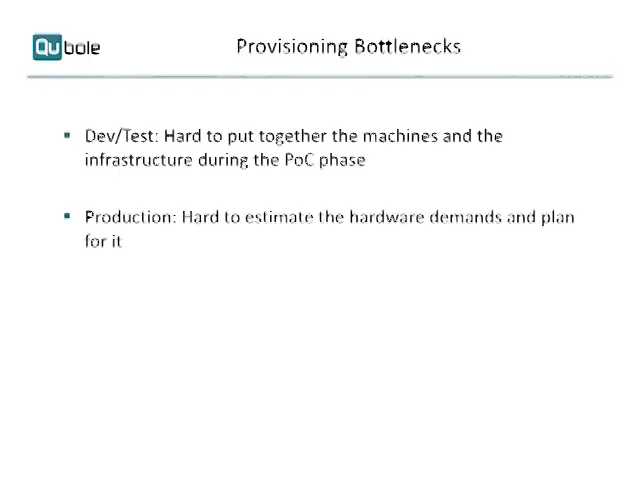 Qubole
Provisioning Bottlenecks
Dev/Test: Hard to put together the machines and the
infrastructure during the PoC phase
Production: Hard to estimate the hardware demands and plan
for it